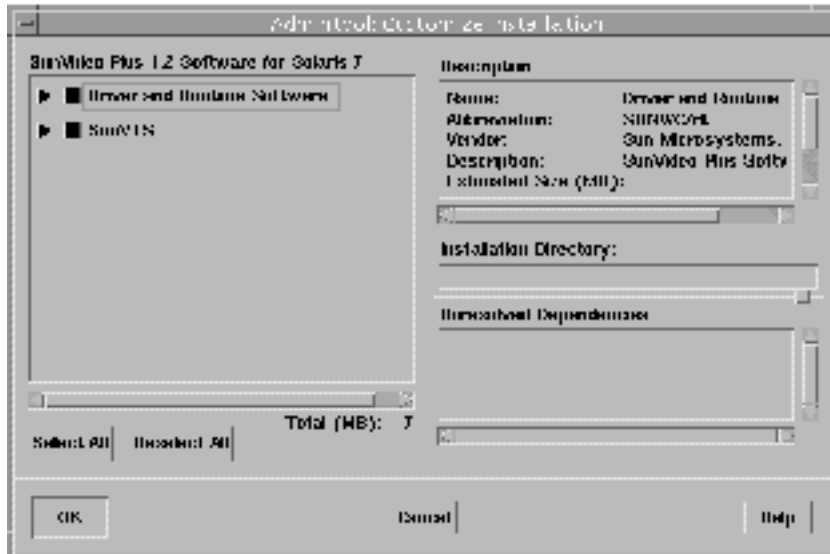 Admintool: Customize Installation
SunVideo Plus 1.2 Software for Solaris 7
Driver and Runtime Software
SunVTS
Total (MB): 7
Select All
Deselect All
Description
Name: Driver and Runtime
Abbreviation:
Vendor: Sun Microsystems,
Description: SunVideo Plus Softw
Estimated Size (MB):
Installation Directory:
Unresolved Dependencies
OK
Cancel
Help